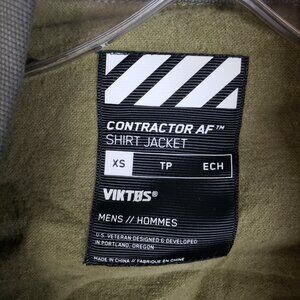 CONTRACTOR AF™
SHIRT JACKET
XS TP ECH
VIKTØS®
MENS // HOMMES
U.S. VETERAN DESIGNED & DEVELOPED
IN PORTLAND, OREGON
MADE IN CHINA // FABRIQUÉ EN CHINE